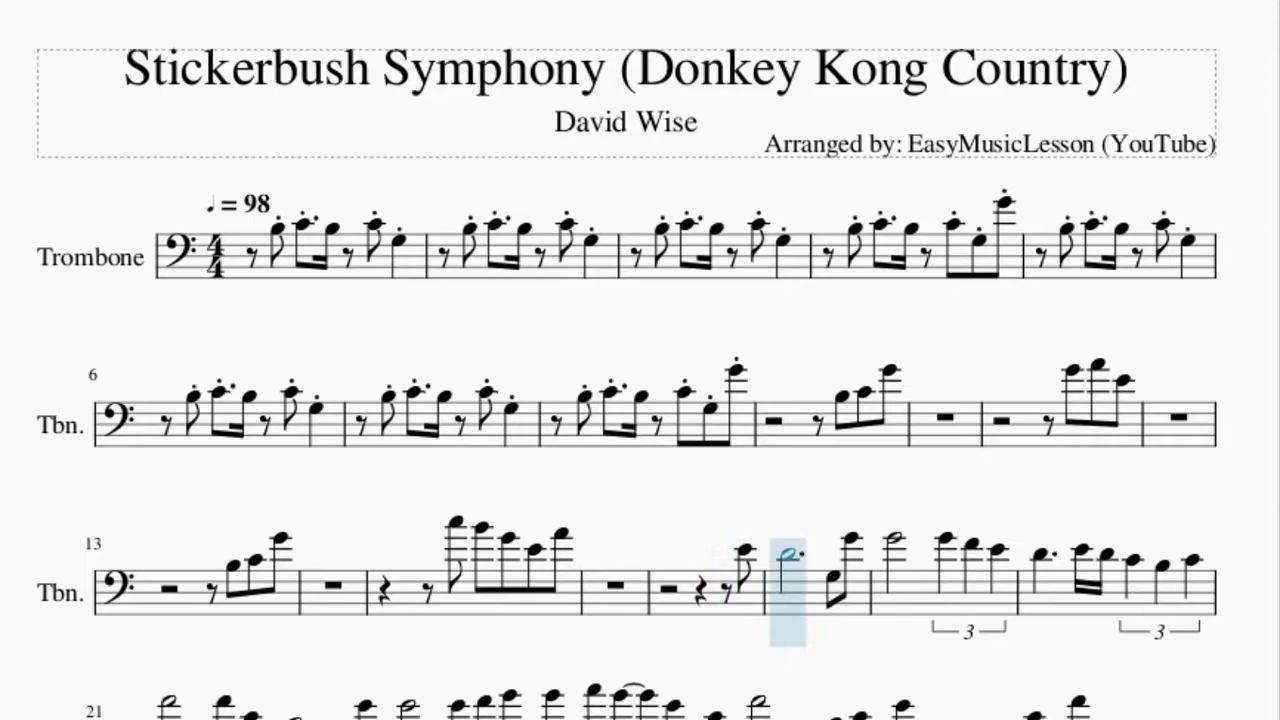 Stickerbush Symphony (Donkey Kong Country)
David Wise
Arranged by: EasyMusicLesson (YouTube)
♩ = 98
Trombone
4
4
6
Tbn.
13
Tbn.
3
3
21